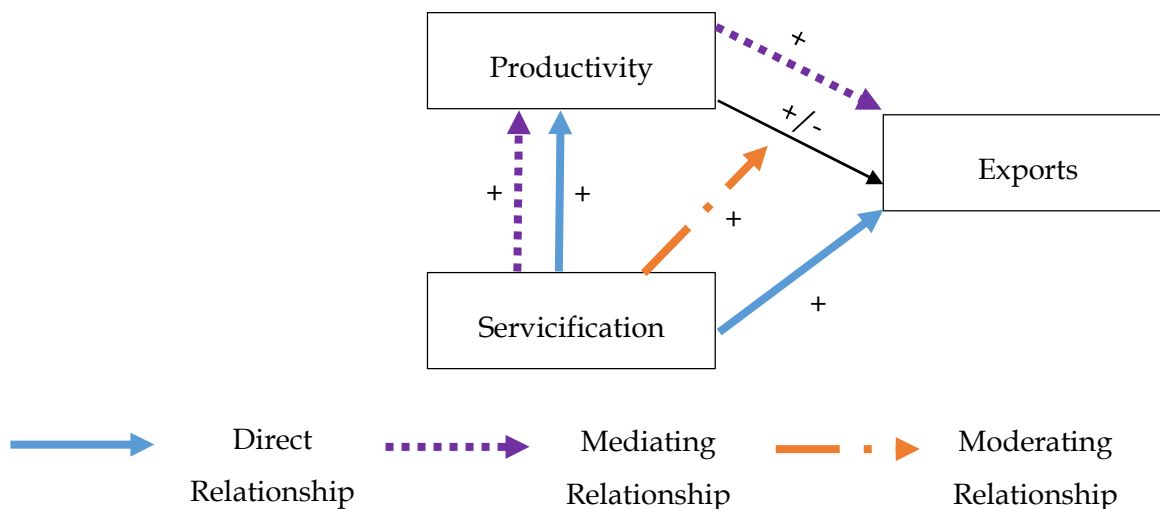 +
Productivity
+/-
Exports
+
+
+
Servicification
+
Direct
Relationship
Mediating
Relationship
Moderating
Relationship